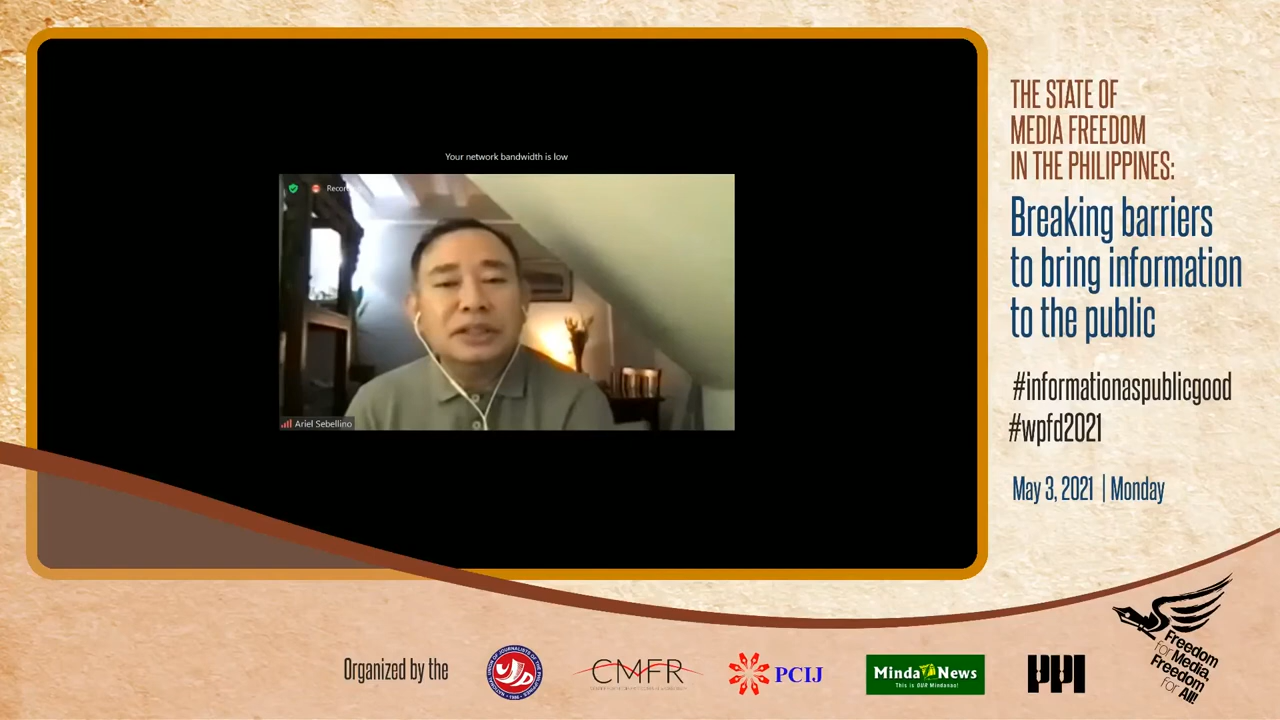 Your network bandwidth is low
Ariel Sebellino
THE STATE OF
MEDIA FREEDOM
IN THE PHILIPPINES:
Breaking barriers
to bring information
to the public
#informationaspublicgood
#wpfd2021
May 3, 2021 | Monday
Organized by the
CMFR
PCIJ
MindaNews
This is OUR Mindanao!
PPI
Freedom
for Media,
Freedom
for All!